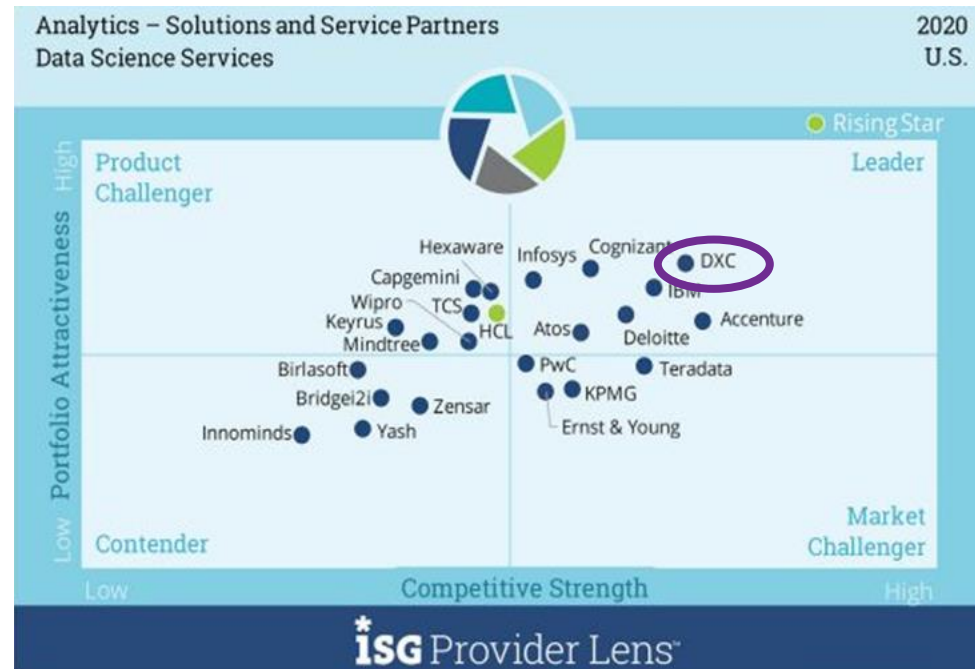 Analytics – Solutions and Service Partners
2020
Data Science Services
U.S.
Rising Star
High
Product
Challenger
Leader
Portfolio Attractiveness
Hexaware
Infosys
Cognizant
DXC
Capgemini
IBM
Wipro
TCS
Keyrus
HCL
Atos
Accenture
Mindtree
Deloitte
Birlasoft
PwC
Teradata
Bridgei2i
Zensar
KPMG
Innominds
Yash
Ernst & Young
Low
Contender
Market
Challenger
Low
Competitive Strength
High
ISG Provider Lens™